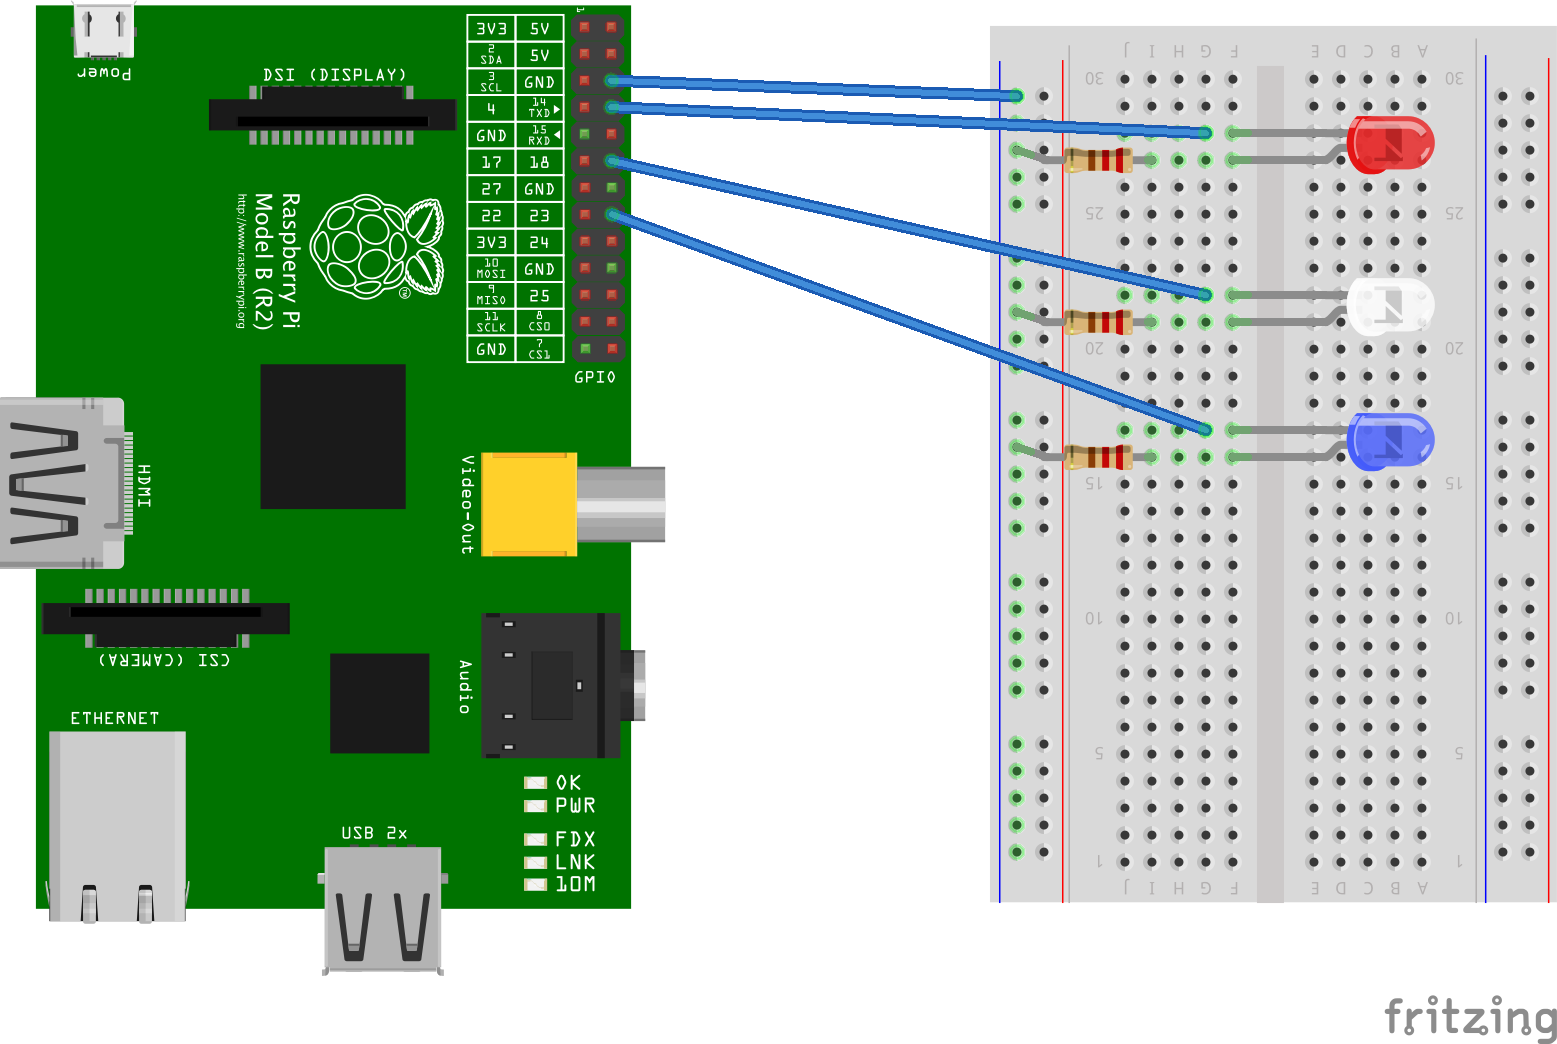 Power
DSI (DISPLAY)
1
3V3 5V
2 SDA 5V
3 SCL GND
4 14 TXD
GND 15 RXD
17 18
27 GND
22 23
3V3 24
10 MOSI GND
9 MISO 25
11 SCLK 8 CS0
GND 7 CS1
GPIO
Raspberry Pi
Model B (R2)
http://www.raspberrypi.org
HDMI
Video-Out
CSI (CAMERA)
Audio
ETHERNET
USB 2x
OK
PWR
FDX
LNK
10M
J I H G F E D C B A
30 30
25 25
20 20
15 15
10 10
5 5
1 1
J I H G F E D C B A
fritzing